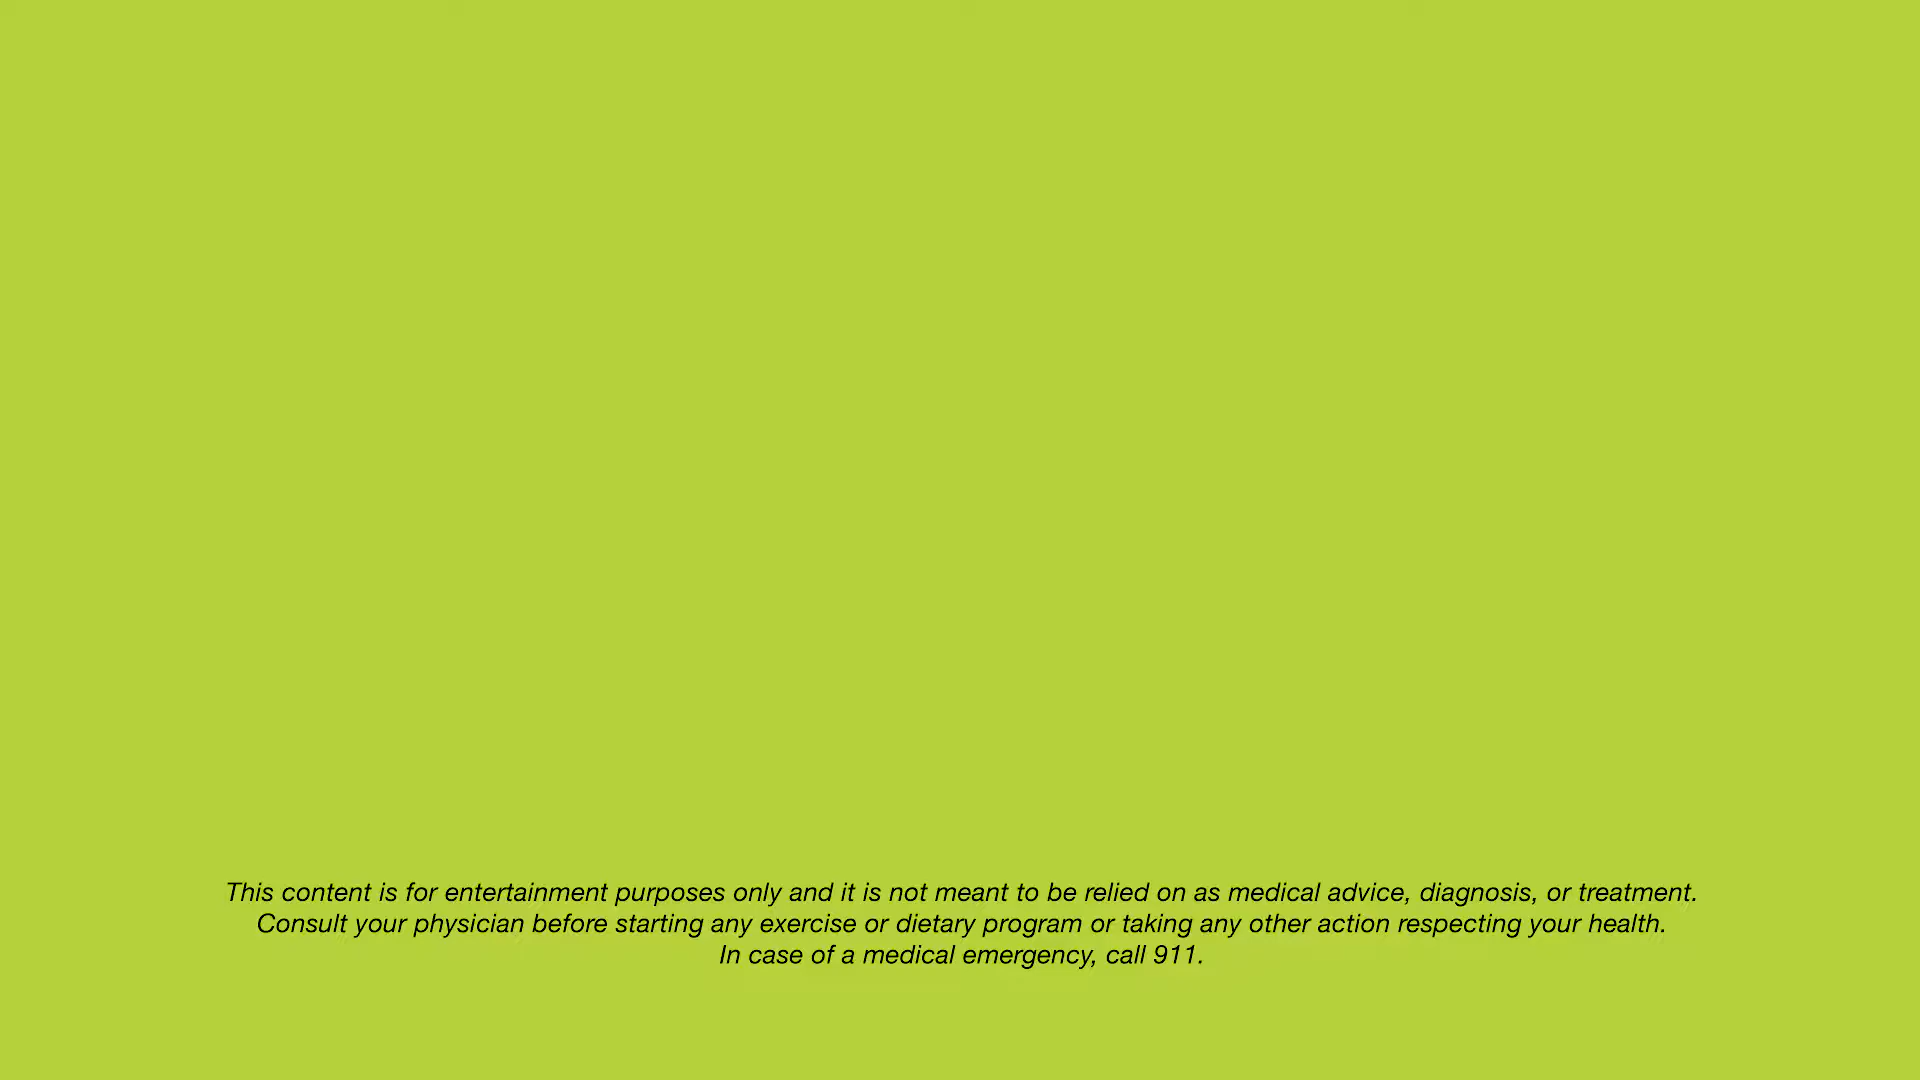 This content is for entertainment purposes only and it is not meant to be relied on as medical advice, diagnosis, or treatment.
Consult your physician before starting any exercise or dietary program or taking any other action respecting your health.
In case of a medical emergency, call 911.